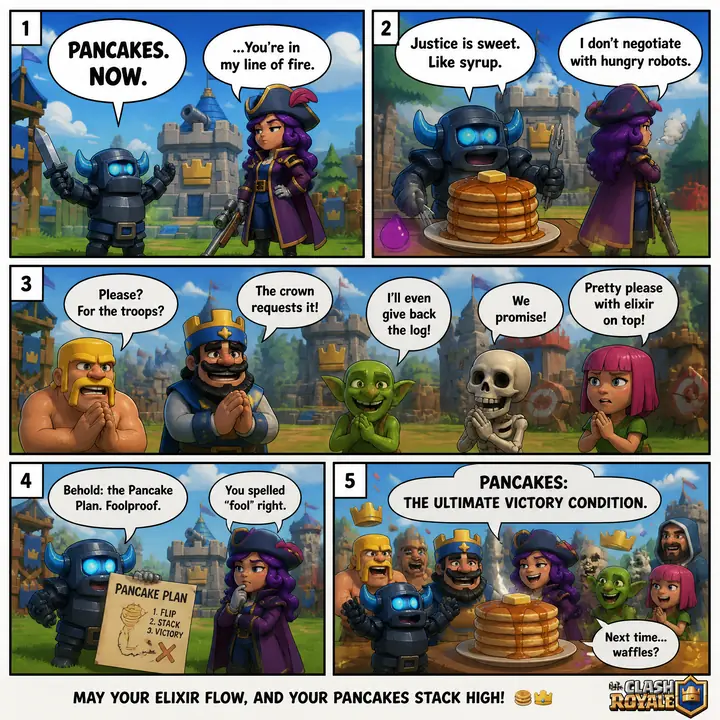 1
PANCAKES.
NOW.
...You're in
my line of fire.
2
Justice is sweet.
Like syrup.
I don't negotiate
with hungry robots.
3
Please?
For the troops?
The crown
requests it!
I'll even
give back
the log!
We
promise!
Pretty please
with elixir
on top!
4
Behold: the Pancake
Plan. Foolproof.
You spelled
"fool" right.
PANCAKE PLAN
1. FLIP
2. STACK
3. VICTORY
5
PANCAKES:
THE ULTIMATE VICTORY CONDITION.
Next time...
waffles?
MAY YOUR ELIXIR FLOW, AND YOUR PANCAKES STACK HIGH!
CLASH
ROYALE